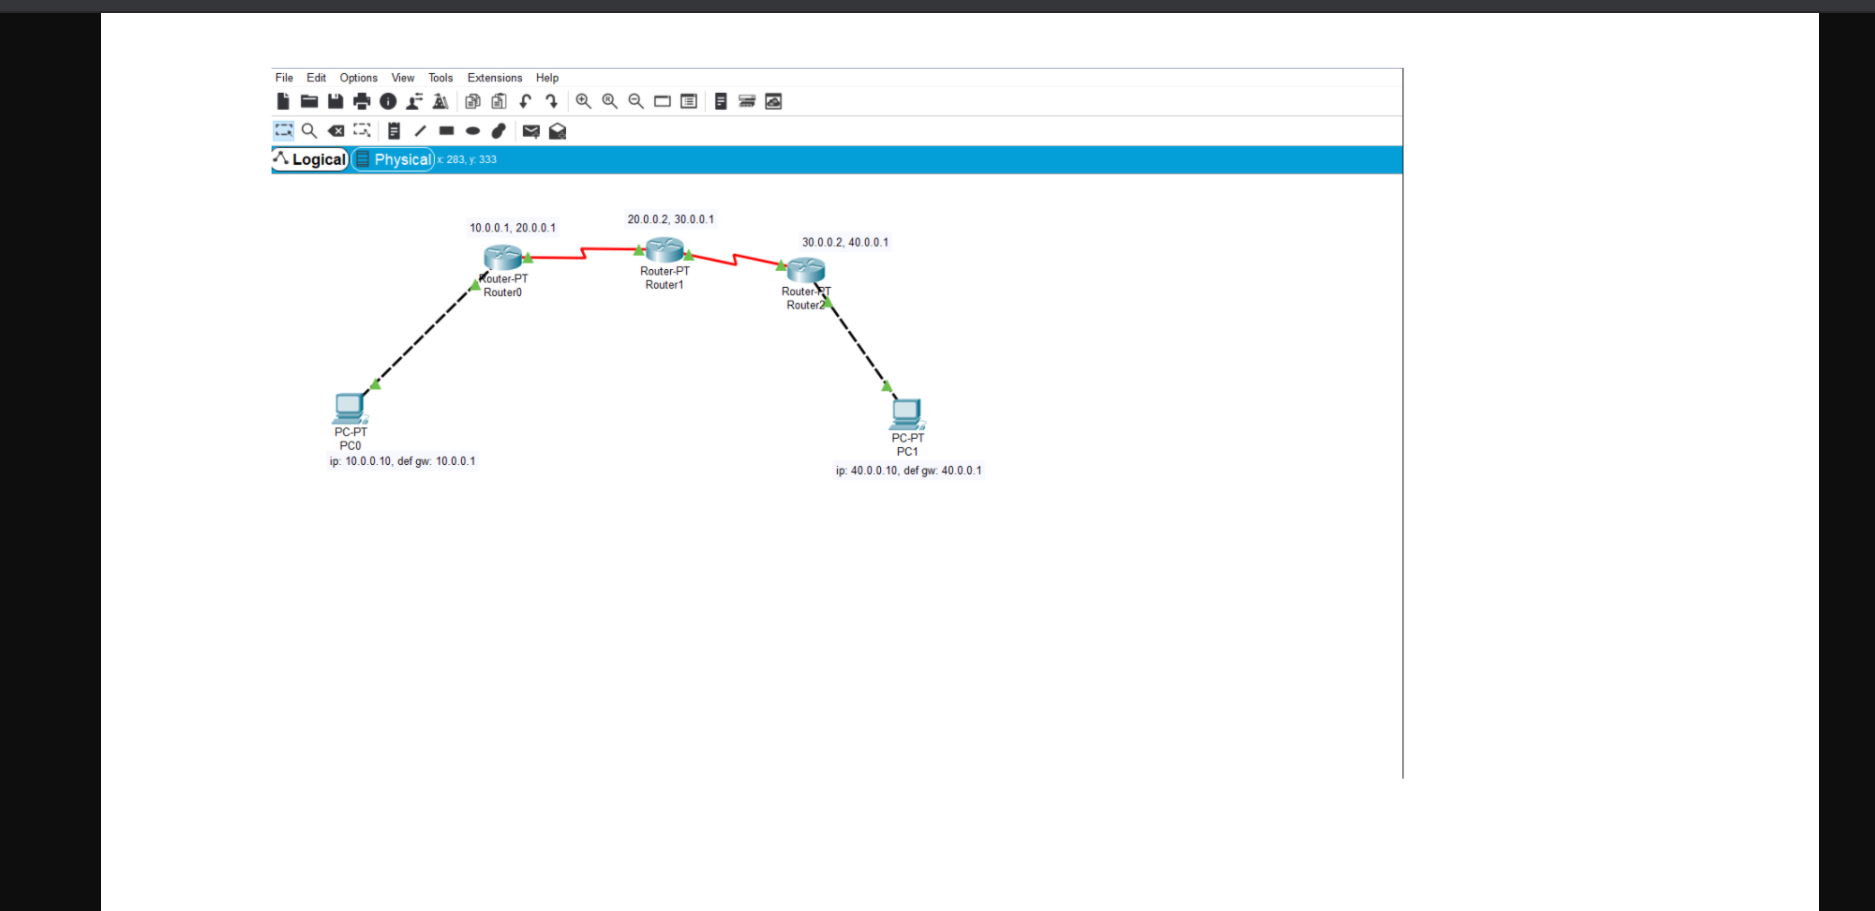 File Edit Options View Tools Extensions Help
Logical Physical x: 283, y: 333
10.0.0.1, 20.0.0.1
20.0.0.2, 30.0.0.1
30.0.0.2, 40.0.0.1
Router-PT
Router0
Router-PT
Router1
Router-PT
Router2
PC-PT
PC0
ip: 10.0.0.10, def gw: 10.0.0.1
PC-PT
PC1
ip: 40.0.0.10, def gw: 40.0.0.1